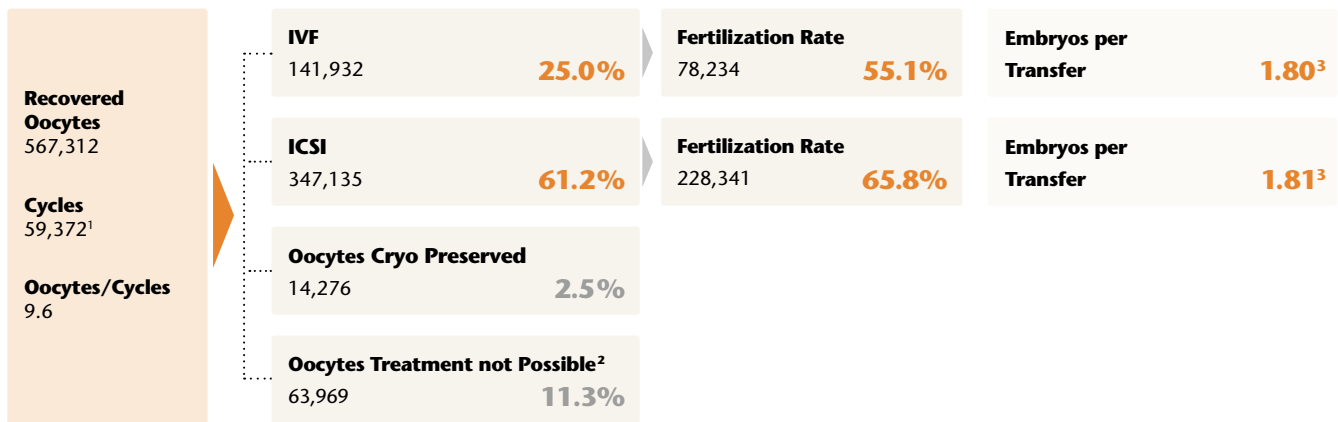 Recovered
Oocytes
567,312
Cycles
59,372¹
Oocytes/Cycles
9.6
IVF
141,932 25.0%
Fertilization Rate
78,234 55.1%
Embryos per
Transfer 1.80³
ICSI
347,135 61.2%
Fertilization Rate
228,341 65.8%
Embryos per
Transfer 1.81³
Oocytes Cryo Preserved
14,276 2.5%
Oocytes Treatment not Possible²
63,969 11.3%